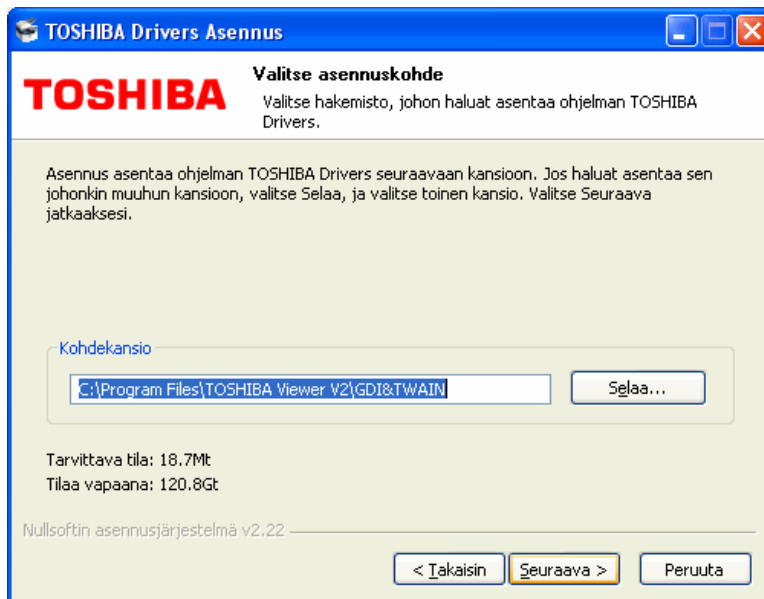 TOSHIBA Drivers Asennus
TOSHIBA
Valitse asennuskohde
Valitse hakemisto, johon haluat asentaa ohjelman TOSHIBA
Drivers.
Asennus asentaa ohjelman TOSHIBA Drivers seuraavaan kansioon. Jos haluat asentaa sen
johonkin muuhun kansioon, valitse Selaa, ja valitse toinen kansio. Valitse Seuraava
jatkaaksesi.
Kohdekansio
C:\Program Files\TOSHIBA Viewer V2\GDI&TWAIN
Selaa...
Tarvittava tila: 18.7Mt
Tilaa vapaana: 120.8Gt
Nullsoftin asennusjärjestelmä v2.22
< Takaisin Seuraava > Peruuta